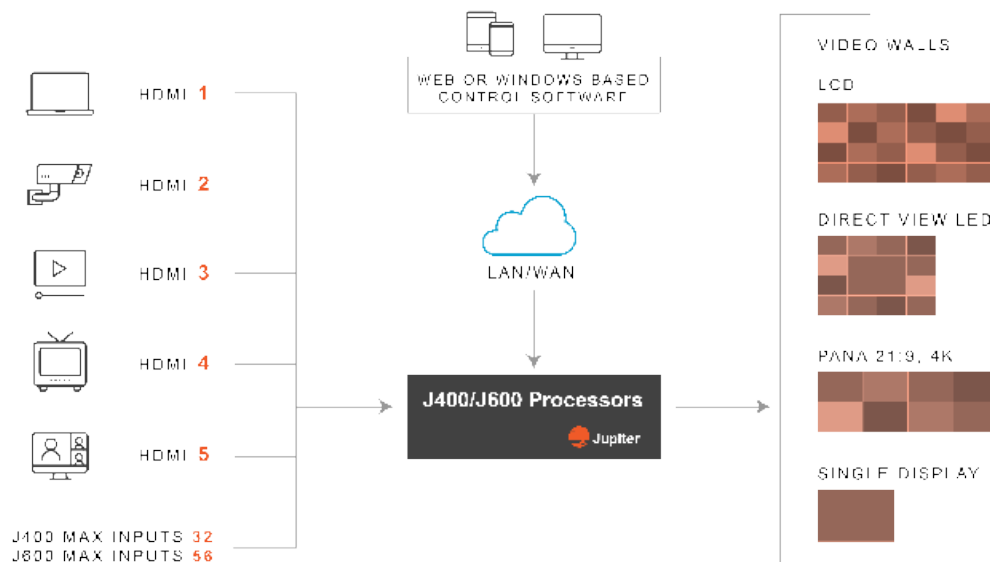 HDMI 1
HDMI 2
HDMI 3
HDMI 4
HDMI 5
J400 MAX INPUTS 32
J600 MAX INPUTS 56
WEB OR WINDOWS BASED
CONTROL SOFTWARE
LAN/WAN
J400/J600 Processors
Jupiter
VIDEO WALLS
LCD
DIRECT VIEW LED
PANA 21:9, 4K
SINGLE DISPLAY